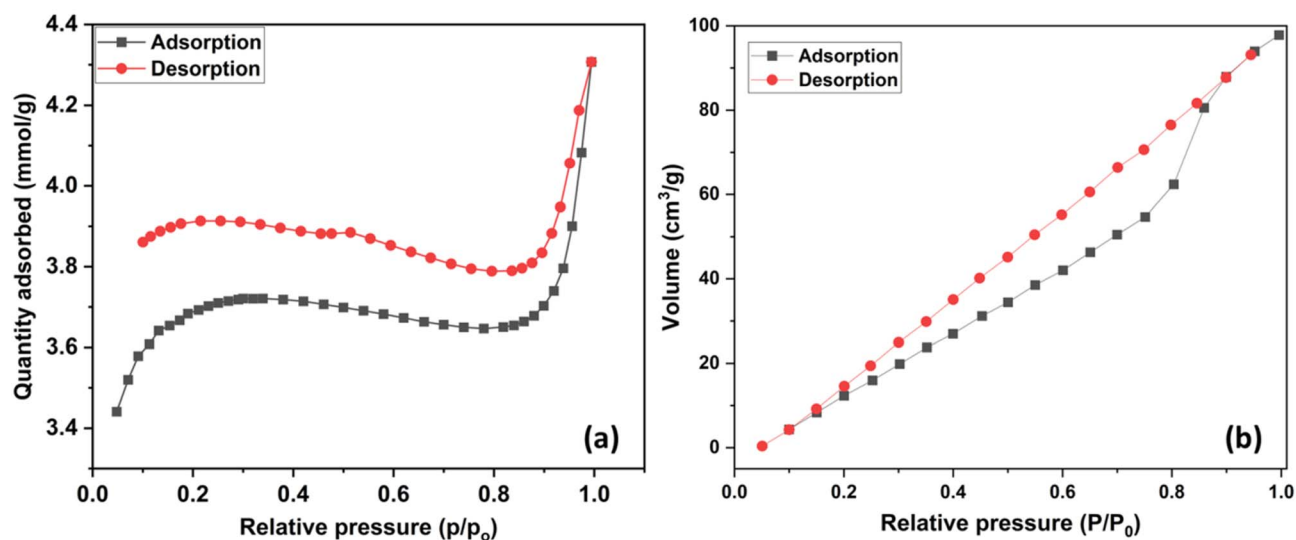 Quantity adsorbed (mmol/g)
4.4
4.2
4.0
3.8
3.6
3.4
Adsorption
Desorption
(a)
0.0 0.2 0.4 0.6 0.8 1.0
Relative pressure (p/pₒ)
Volume (cm³/g)
100
80
60
40
20
0
Adsorption
Desorption
(b)
0.0 0.2 0.4 0.6 0.8 1.0
Relative pressure (P/P₀)